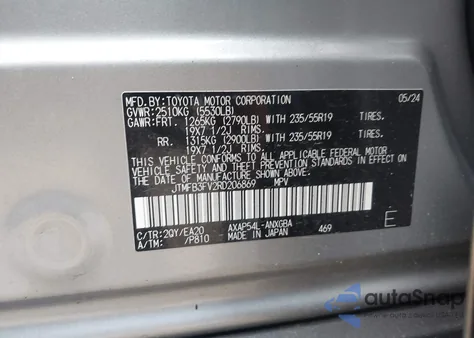 MFD.BY:TOYOTA MOTOR CORPORATION 05/24
GVWR:2510KG (5530LB)
GAWR:FRT. 1265KG (2790LB) WITH 235/55R19 TIRES.
19X7 1/2J RIMS.
RR. 1315KG (2900LB) WITH 235/55R19 TIRES.
19X7 1/2J RIMS.
THIS VEHICLE CONFORMS TO ALL APPLICABLE FEDERAL MOTOR
VEHICLE SAFETY STANDARDS IN EFFECT ON THE DATE OF
MANUFACTURE SHOWN ABOVE.
JTMFB3FV2RD206869 MPV
C/TR:2QY/EA20 AXAP54L-ANXGBA E
A/TM: /P810 MADE IN JAPAN 469
autoSnap